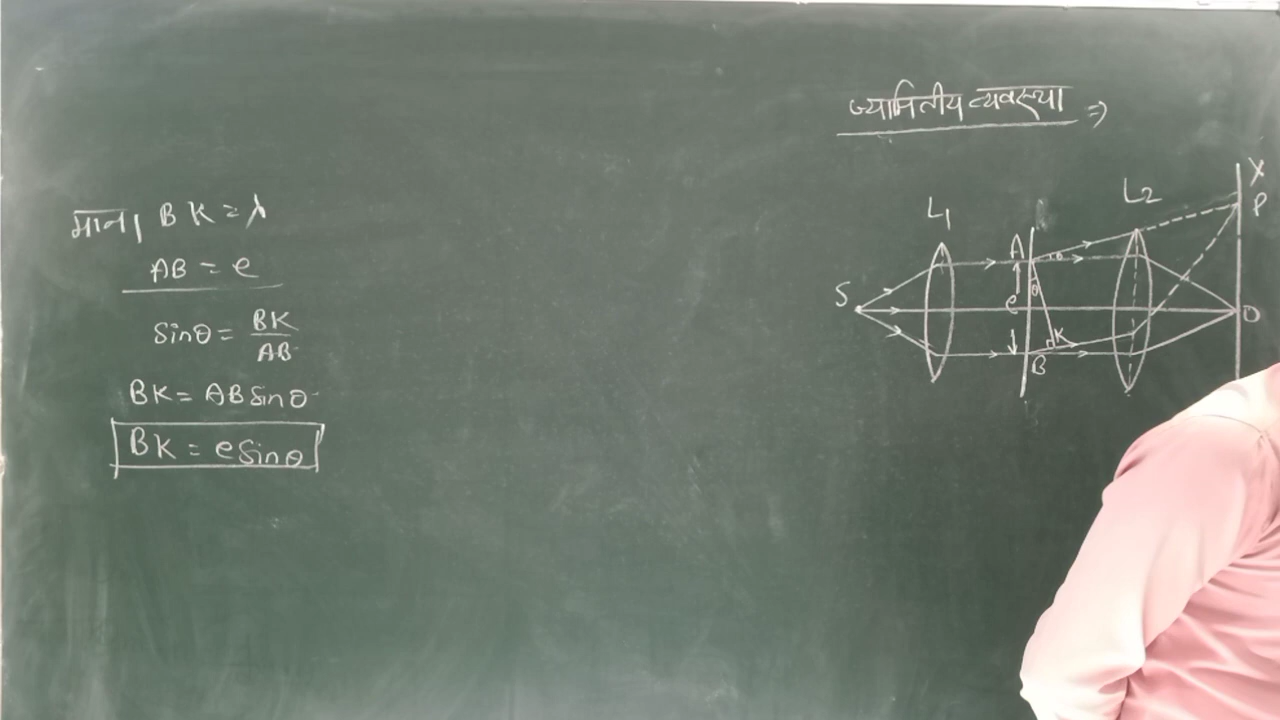 माना BK = λ
AB = e
Sinθ = BK / AB
BK = AB Sinθ
BK = e Sinθ
ज्यामितीय व्यवस्था ⇒
X
P
L2
L1
A
θ
θ
S
e
O
K
B